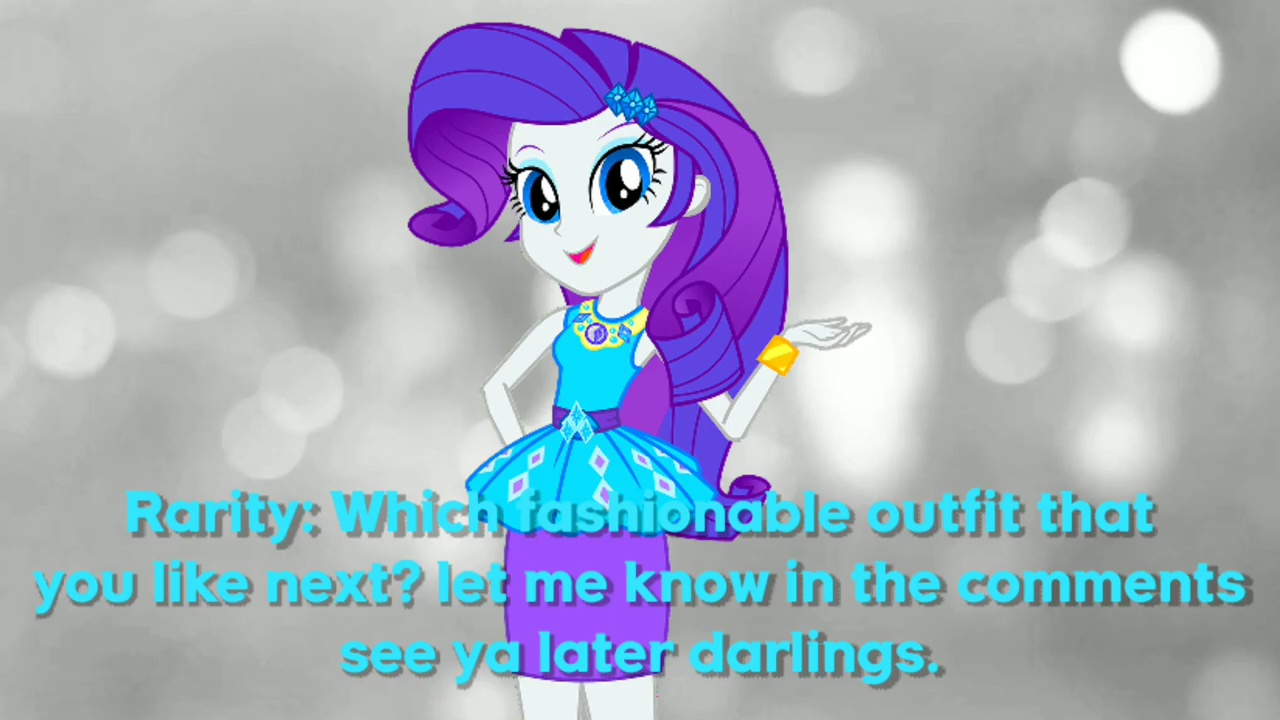 Rarity: Which fashionable outfit that
you like next? let me know in the comments
see ya later darlings.